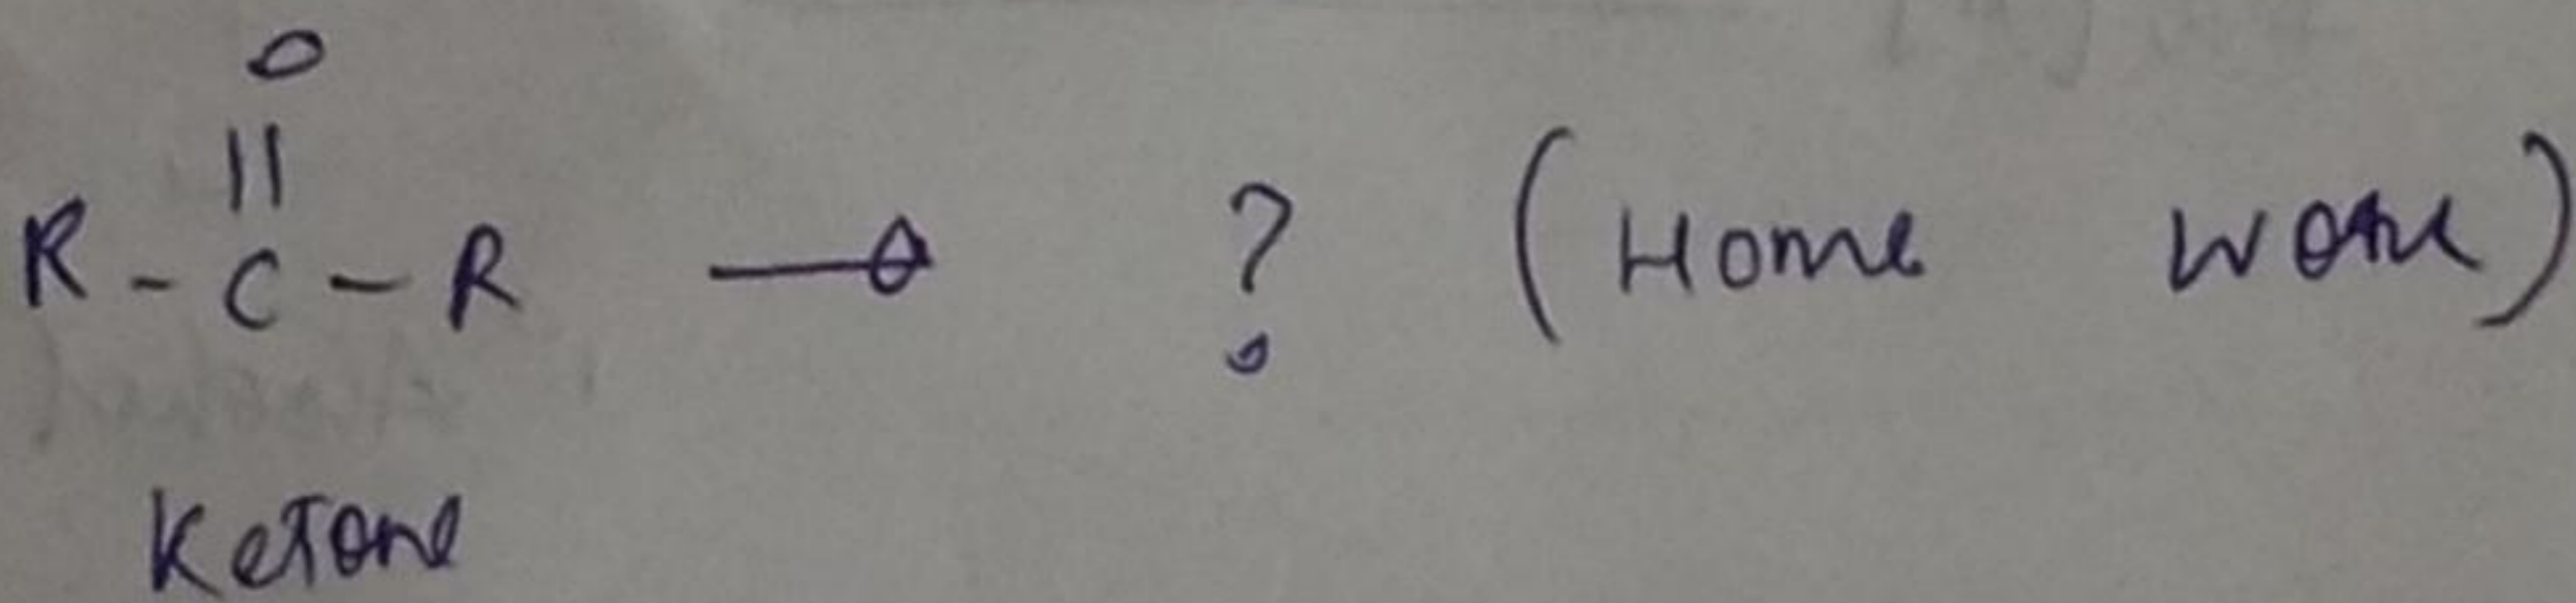 O
||
R - C - R → ? (Home Work)
Ketone